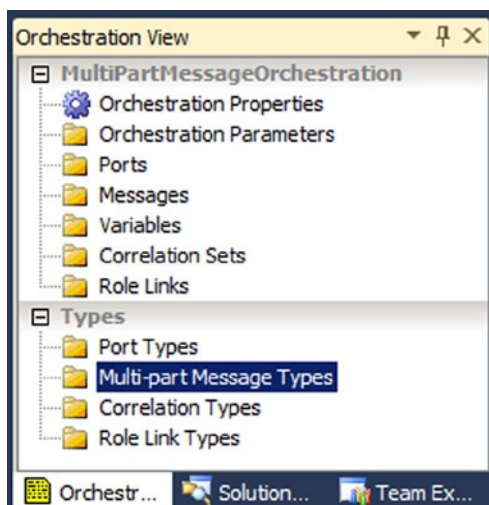 Orchestration View
MultiPartMessageOrchestration
Orchestration Properties
Orchestration Parameters
Ports
Messages
Variables
Correlation Sets
Role Links
Types
Port Types
Multi-part Message Types
Correlation Types
Role Link Types
Orchestr... Solution... Team Ex...